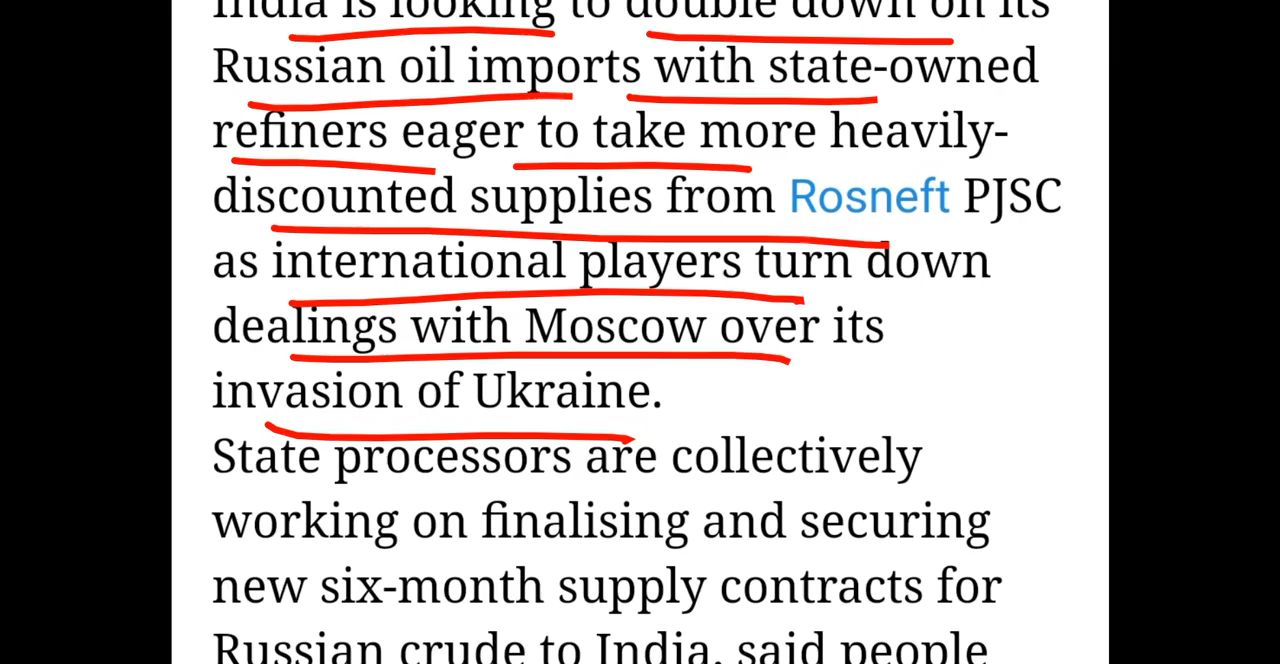 India is looking to double down on its
Russian oil imports with state-owned
refiners eager to take more heavily-
discounted supplies from Rosneft PJSC
as international players turn down
dealings with Moscow over its
invasion of Ukraine.
State processors are collectively
working on finalising and securing
new six-month supply contracts for
Russian crude to India, said people